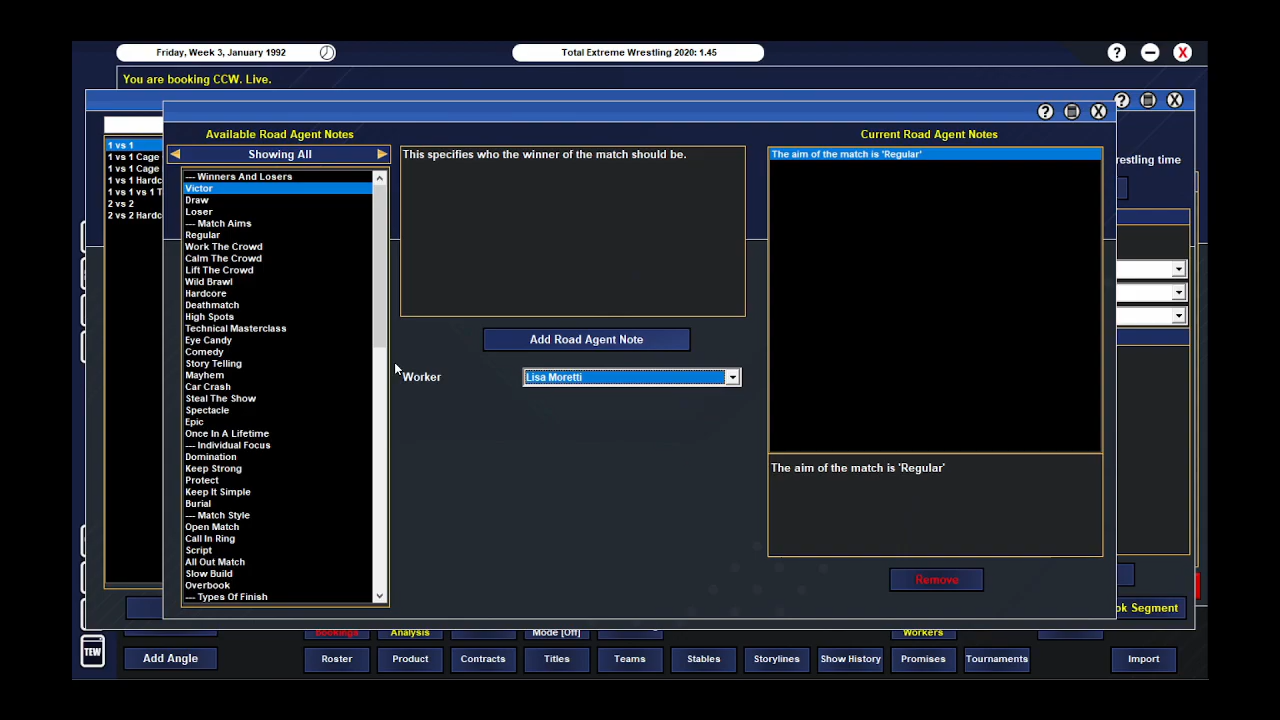 Friday, Week 3, January 1992
Total Extreme Wrestling 2020: 1.45
?
X
You are booking CCW. Live.
?
X
?
X
Available Road Agent Notes
Current Road Agent Notes
Showing All
This specifies who the winner of the match should be.
The aim of the match is 'Regular'
restling time
1 vs 1
1 vs 1 Cage
1 vs 1 Cage
1 vs 1 Hardc
1 vs 1 vs 1 T
2 vs 2
2 vs 2 Hardc
--- Winners And Losers
Victor
Draw
Loser
--- Match Aims
Regular
Work The Crowd
Calm The Crowd
Lift The Crowd
Wild Brawl
Hardcore
Deathmatch
High Spots
Technical Masterclass
Eye Candy
Comedy
Story Telling
Mayhem
Car Crash
Steal The Show
Spectacle
Epic
Once In A Lifetime
--- Individual Focus
Domination
Keep Strong
Protect
Keep It Simple
Burial
--- Match Style
Open Match
Call In Ring
Script
All Out Match
Slow Build
Overbook
--- Types Of Finish
Add Road Agent Note
Worker
Lisa Moretti
The aim of the match is 'Regular'
Remove
ok Segment
Bookings
Analysis
Mode [Off]
Workers
TEW
Add Angle
Roster
Product
Contracts
Titles
Teams
Stables
Storylines
Show History
Promises
Tournaments
Import